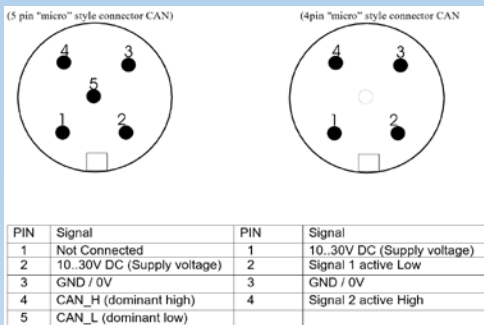 (5 pin "micro" style connector CAN)
(4pin "micro" style connector CAN
4 3
5
1 2
4 3
1 2
PIN Signal PIN Signal
1 Not Connected 1 10..30V DC (Supply voltage)
2 10..30V DC (Supply voltage) 2 Signal 1 active Low
3 GND / 0V 3 GND / 0V
4 CAN_H (dominant high) 4 Signal 2 active High
5 CAN_L (dominant low)